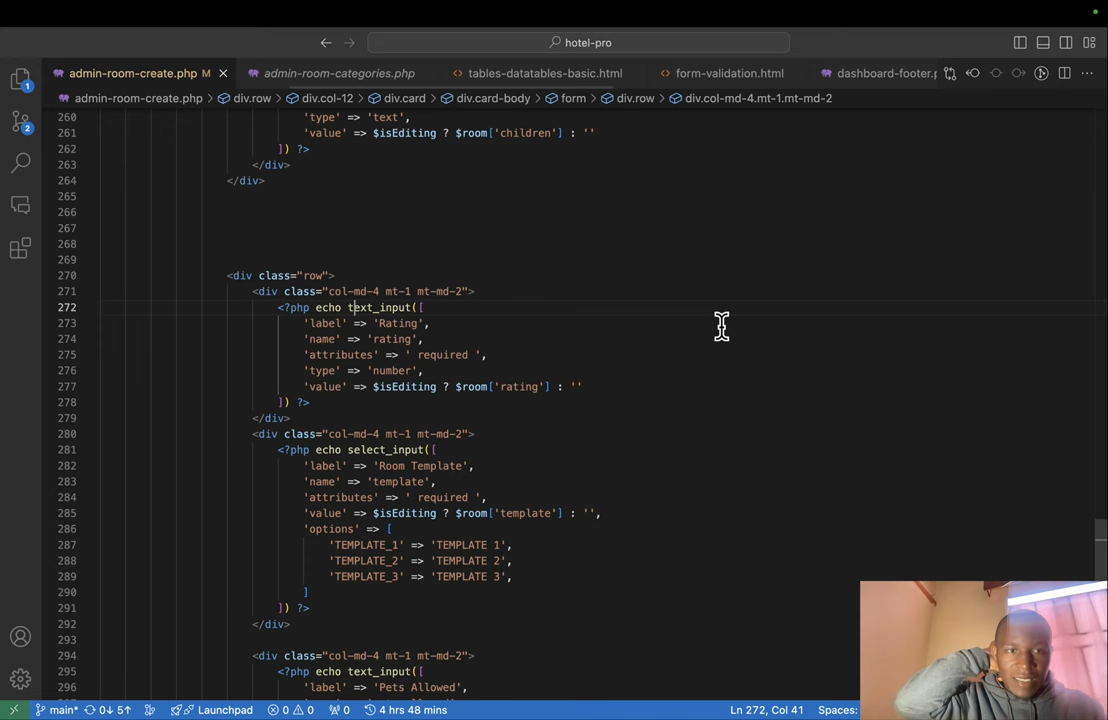 hotel-pro
admin-room-create.php M
admin-room-categories.php
tables-datatables-basic.html
form-validation.html
dashboard-footer.p
admin-room-create.php > div.row > div.col-12 > div.card > div.card-body > form > div.row > div.col-md-4.mt-1.mt-md-2
260 'type' => 'text',
261 'value' => $isEditing ? $room['children'] : ''
262 ]) ?>
263 </div>
264 </div>
265
266
267
268
269
270 <div class="row">
271 <div class="col-md-4 mt-1 mt-md-2">
272 <?php echo text_input([
273 'label' => 'Rating',
274 'name' => 'rating',
275 'attributes' => ' required ',
276 'type' => 'number',
277 'value' => $isEditing ? $room['rating'] : ''
278 ]) ?>
279 </div>
280 <div class="col-md-4 mt-1 mt-md-2">
281 <?php echo select_input([
282 'label' => 'Room Template',
283 'name' => 'template',
284 'attributes' => ' required ',
285 'value' => $isEditing ? $room['template'] : '',
286 'options' => [
287 'TEMPLATE_1' => 'TEMPLATE 1',
288 'TEMPLATE_2' => 'TEMPLATE 2',
289 'TEMPLATE_3' => 'TEMPLATE 3',
290 ]
291 ]) ?>
292 </div>
293
294 <div class="col-md-4 mt-1 mt-md-2">
295 <?php echo text_input([
296 'label' => 'Pets Allowed',
1
2
main* 0↓ 5↑ Launchpad 0 0 0 4 hrs 48 mins Ln 272, Col 41 Spaces: